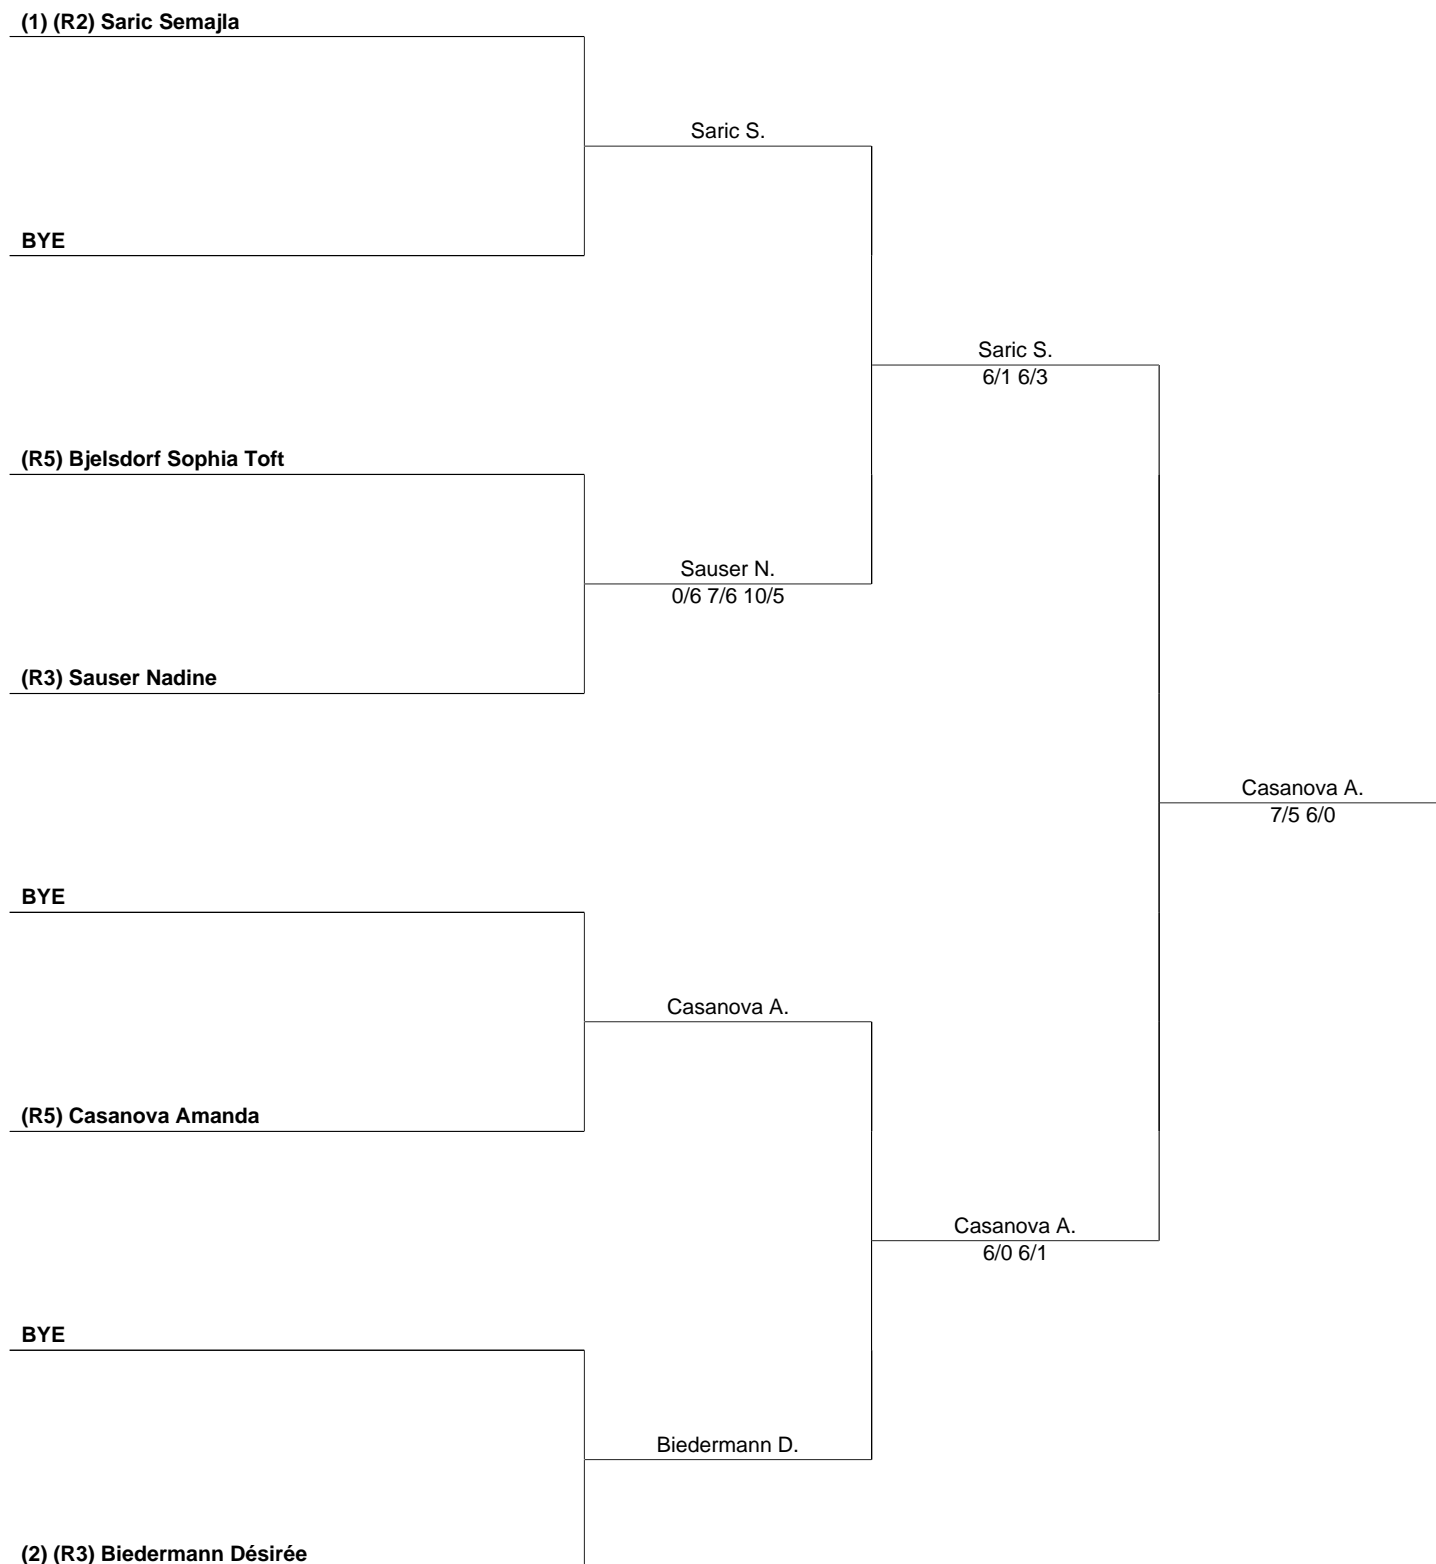 (1) (R2) Saric Semajla
Saric S.
BYE
Saric S.
6/1 6/3
(R5) Bjelsdorf Sophia Toft
Sauser N.
0/6 7/6 10/5
(R3) Sauser Nadine
Casanova A.
7/5 6/0
BYE
Casanova A.
(R5) Casanova Amanda
Casanova A.
6/0 6/1
BYE
Biedermann D.
(2) (R3) Biedermann Désirée